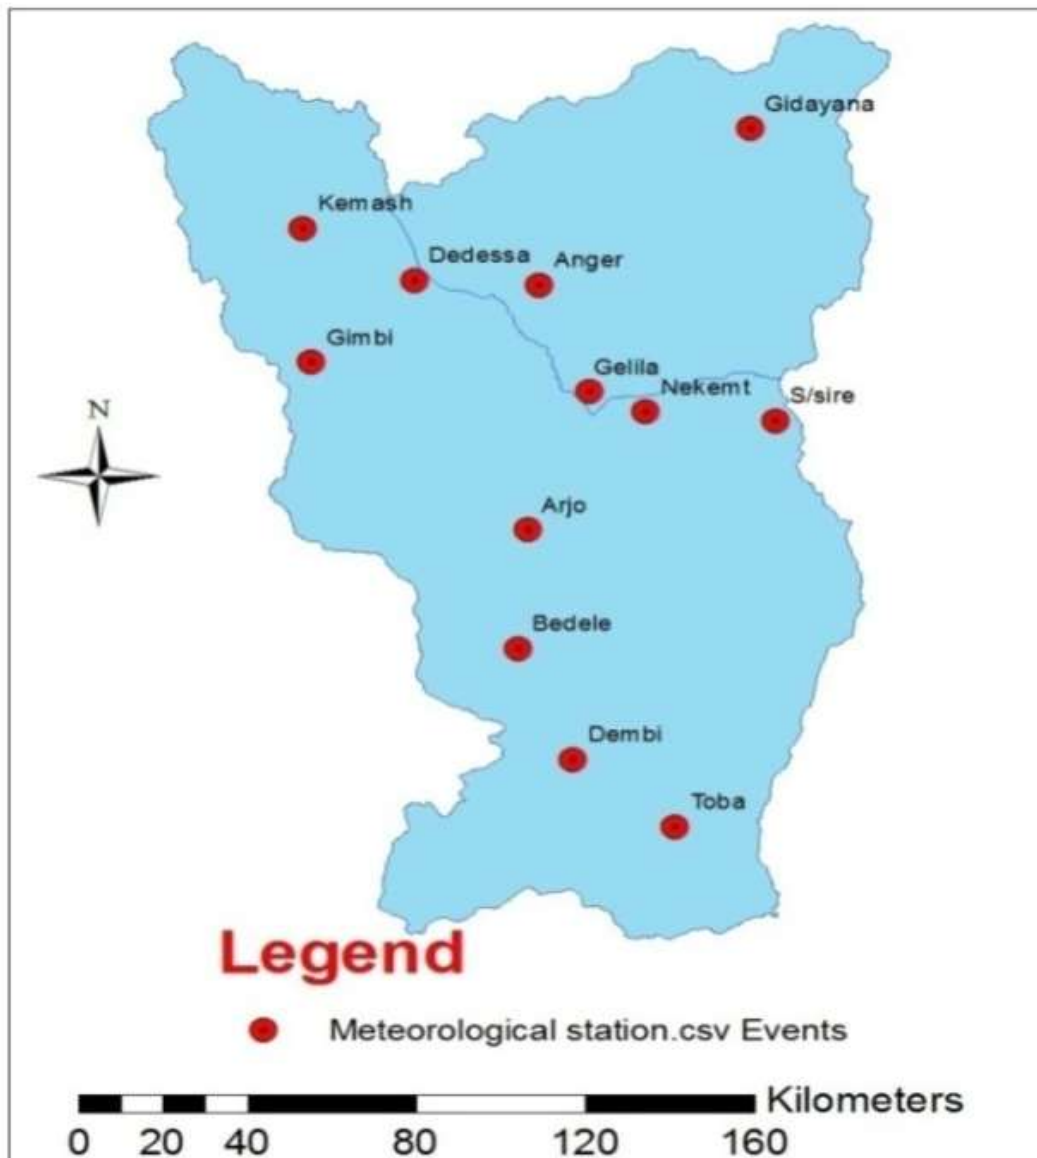 Gidayana
Kemash
Dedessa
Anger
Gimbi
Gelila
Nekemt
S/sire
N
Arjo
Bedele
Dembi
Toba
Legend
Meteorological station.csv Events
Kilometers
0 20 40 80 120 160